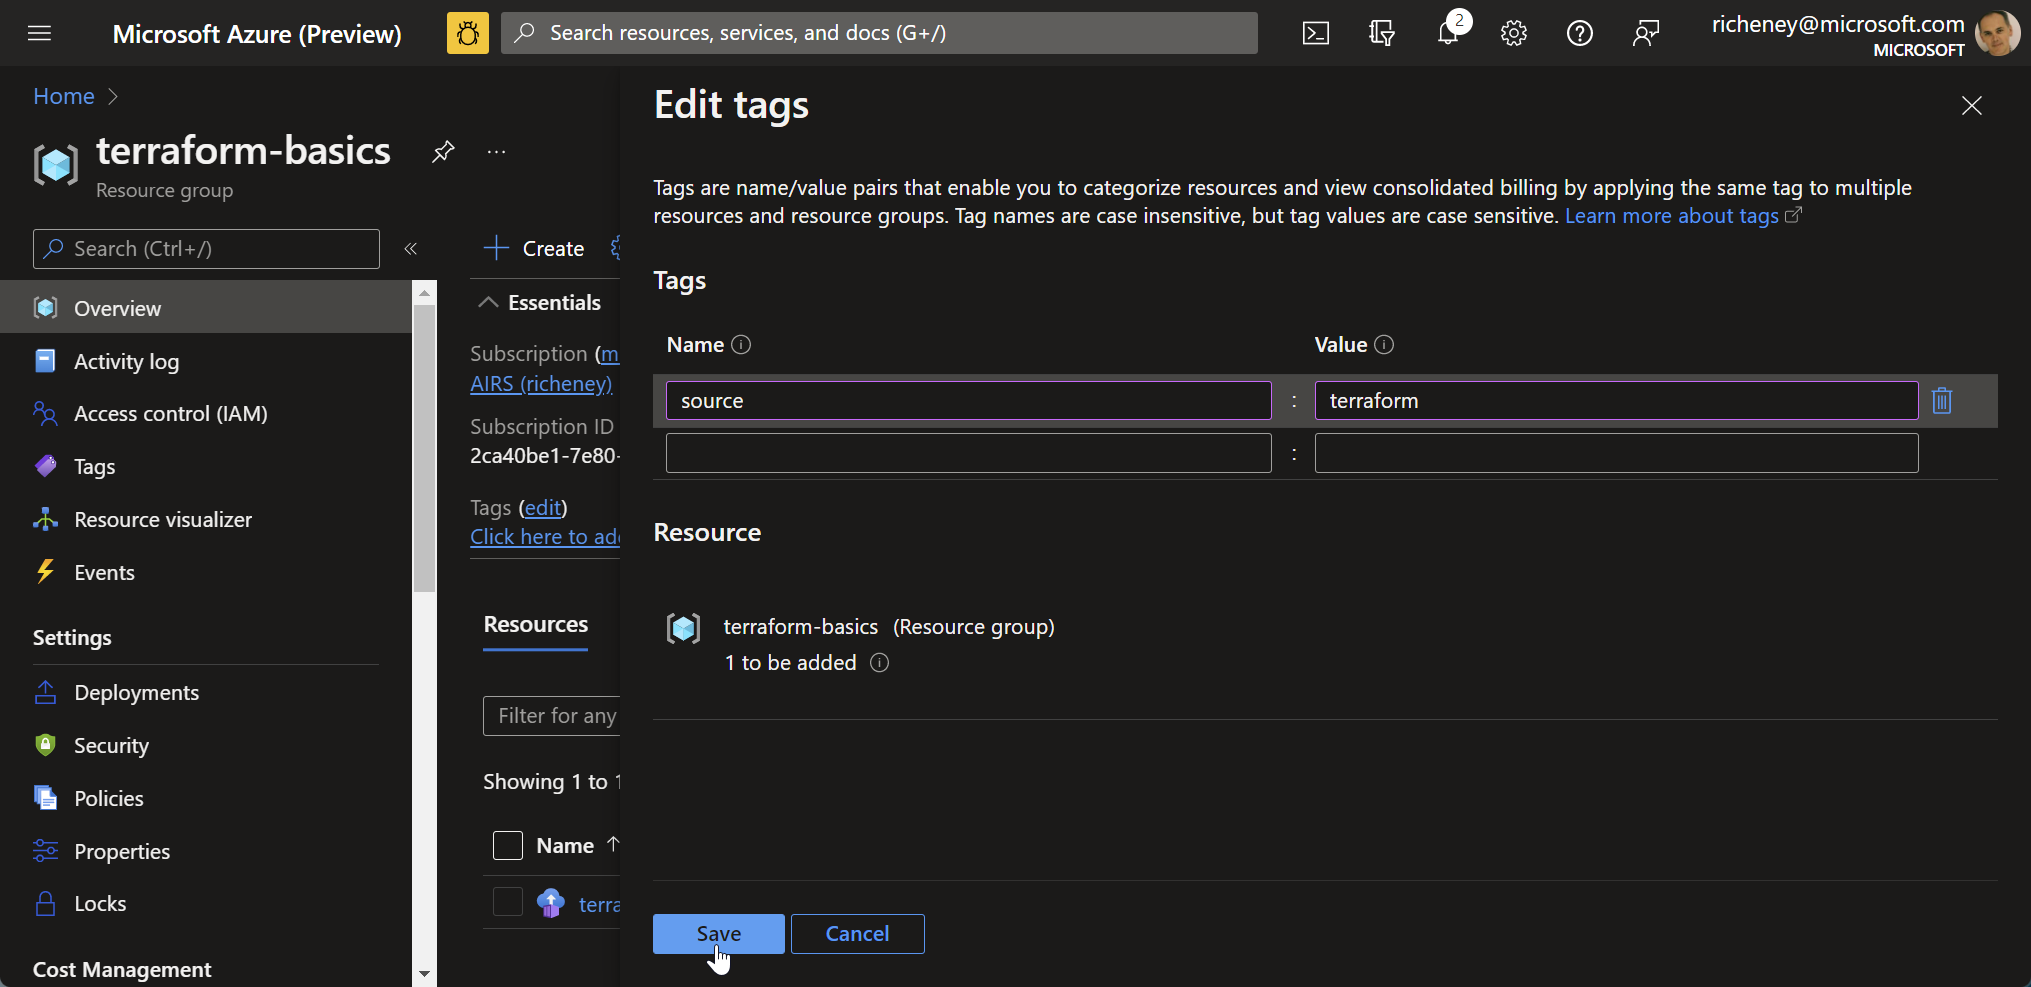 Microsoft Azure (Preview)
Search resources, services, and docs (G+/)
2
richeney@microsoft.com
MICROSOFT
Home
terraform-basics
Resource group
Search (Ctrl+/)
Overview
Activity log
Access control (IAM)
Tags
Resource visualizer
Events
Settings
Deployments
Security
Policies
Properties
Locks
Cost Management
Create
Essentials
Subscription (m
AIRS (richeney)
Subscription ID
2ca40be1-7e80-
Tags (edit)
Click here to ad
Resources
Filter for any
Showing 1 to 1
Name
terra
Edit tags
Tags are name/value pairs that enable you to categorize resources and view consolidated billing by applying the same tag to multiple
resources and resource groups. Tag names are case insensitive, but tag values are case sensitive. Learn more about tags
Tags
Name Value
source : terraform
:
Resource
terraform-basics (Resource group)
1 to be added
Save Cancel